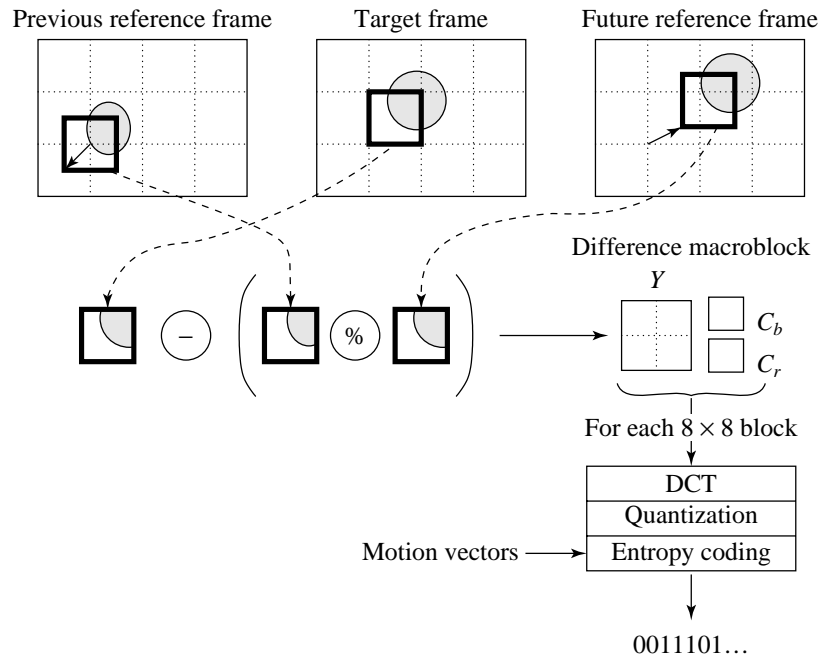 Previous reference frame
Target frame
Future reference frame
−
%
Difference macroblock
Y
C_b
C_r
For each 8 × 8 block
DCT
Quantization
Motion vectors
Entropy coding
0011101…